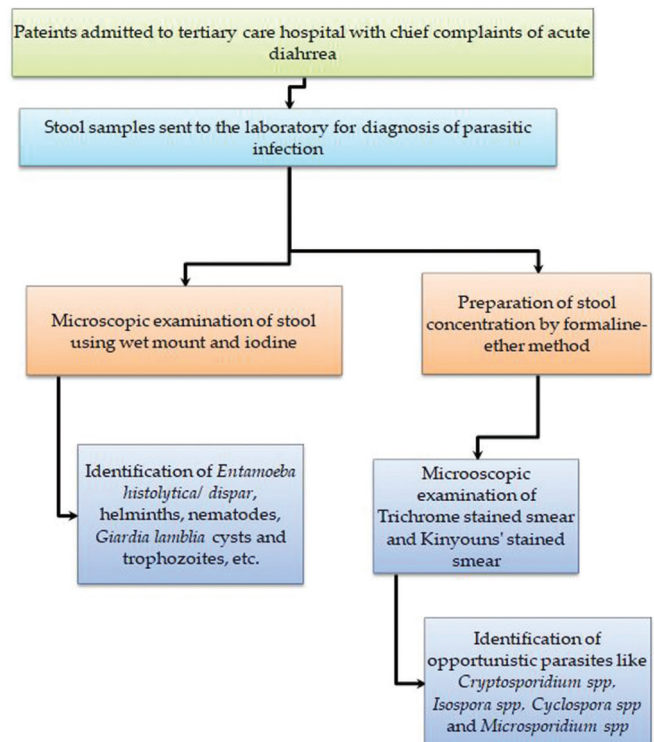 Pateints admitted to tertiary care hospital with chief complaints of acute
diahrrea
Stool samples sent to the laboratory for diagnosis of parasitic
infection
Microscopic examination of stool
using wet mount and iodine
Preparation of stool
concentration by formaline-
ether method
Identification of Entamoeba
histolytica/ dispar,
helminths, nematodes,
Giardia lamblia cysts and
trophozoites, etc.
Microoscopic
examination of
Trichrome stained smear
and Kinyouns' stained
smear
Identification of
opportunistic parasites like
Cryptosporidium spp,
Isospora spp, Cyclospora spp
and Microsporidium spp